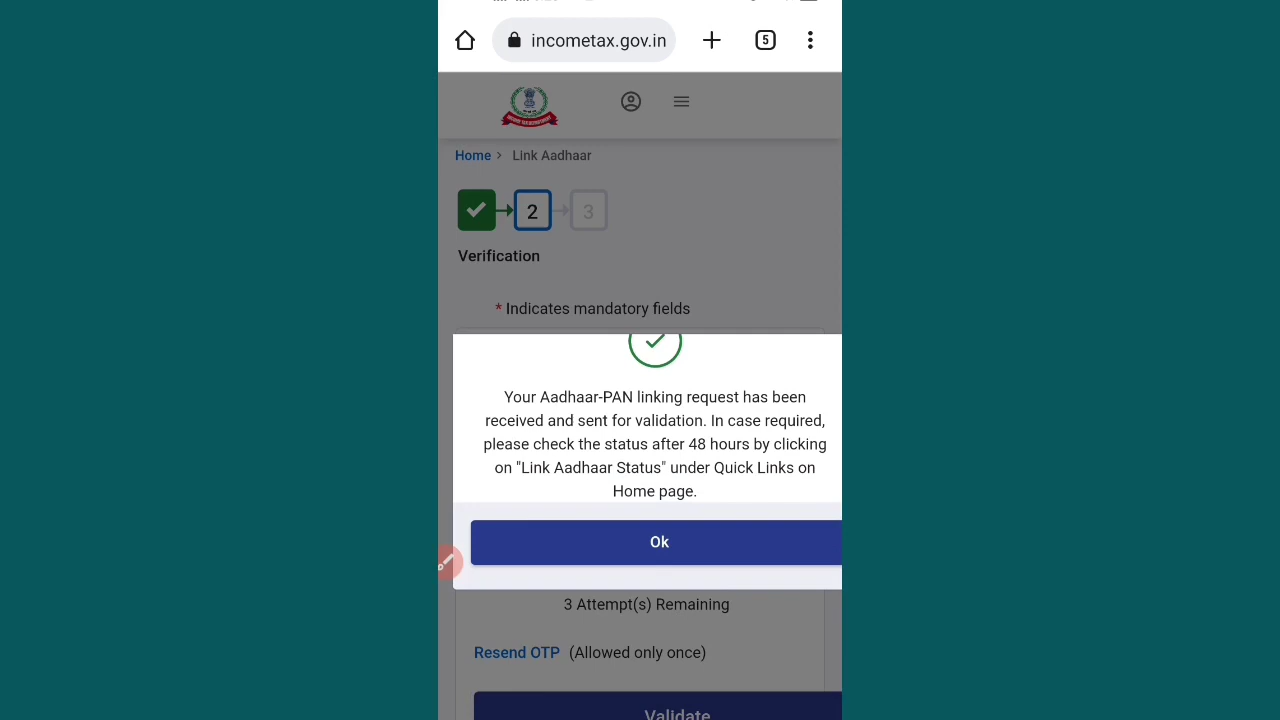 incometax.gov.in
5
Home > Link Aadhaar
2
3
Verification
* Indicates mandatory fields
Your Aadhaar-PAN linking request has been
received and sent for validation. In case required,
please check the status after 48 hours by clicking
on "Link Aadhaar Status" under Quick Links on
Home page.
Ok
3 Attempt(s) Remaining
Resend OTP (Allowed only once)
Validate